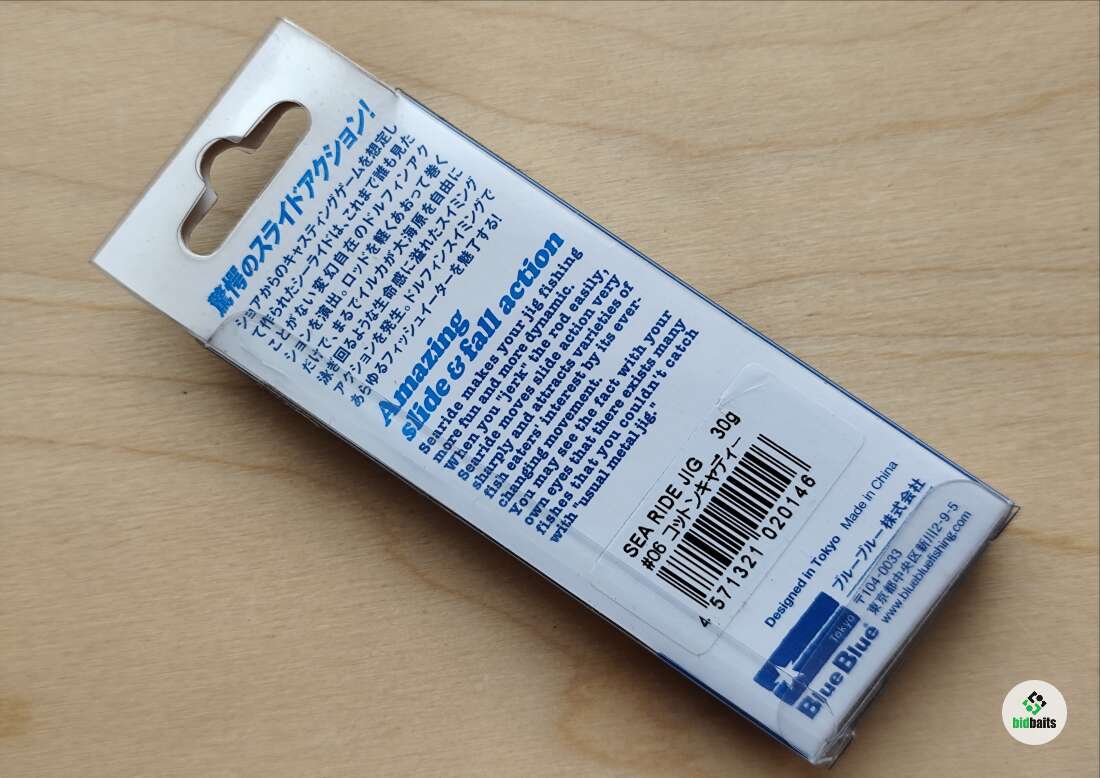 驚愕のスライドアクション!
ショアからのキャスティングゲームを想定し
て作られたシーライドは、これまで誰も見た
ことがない変幻自在のドルフィンアク
ションを演出。ロッドを軽くあおって巻く
だけで、まるでイルカが大海原を自由に
泳ぎ回るような生命感に溢れたスイミング
アクションを発生。ドルフィンスイミングで
あらゆるフィッシュイーターを魅了する!
Amazing
slide & fall action
Searide makes your jig fishing
more fun and more dynamic.
When you "jerk" the rod easily,
Searide moves slide action very
sharply and attracts varieties of
fish eaters' interest by its ever-
changing movement.
You may see the fact with your
own eyes that there exists many
fishes that you couldn't catch
with "usual metal jig."
SEA RIDE JIG 30g
#06 コットンキャディー
4 571321 020146
Designed in Tokyo Made in China
ブルーブルー株式会社
〒104-0033
東京都中央区新川2-9-5
www.bluebluefishing.com
Tokyo
BlueBlue
bidbaits